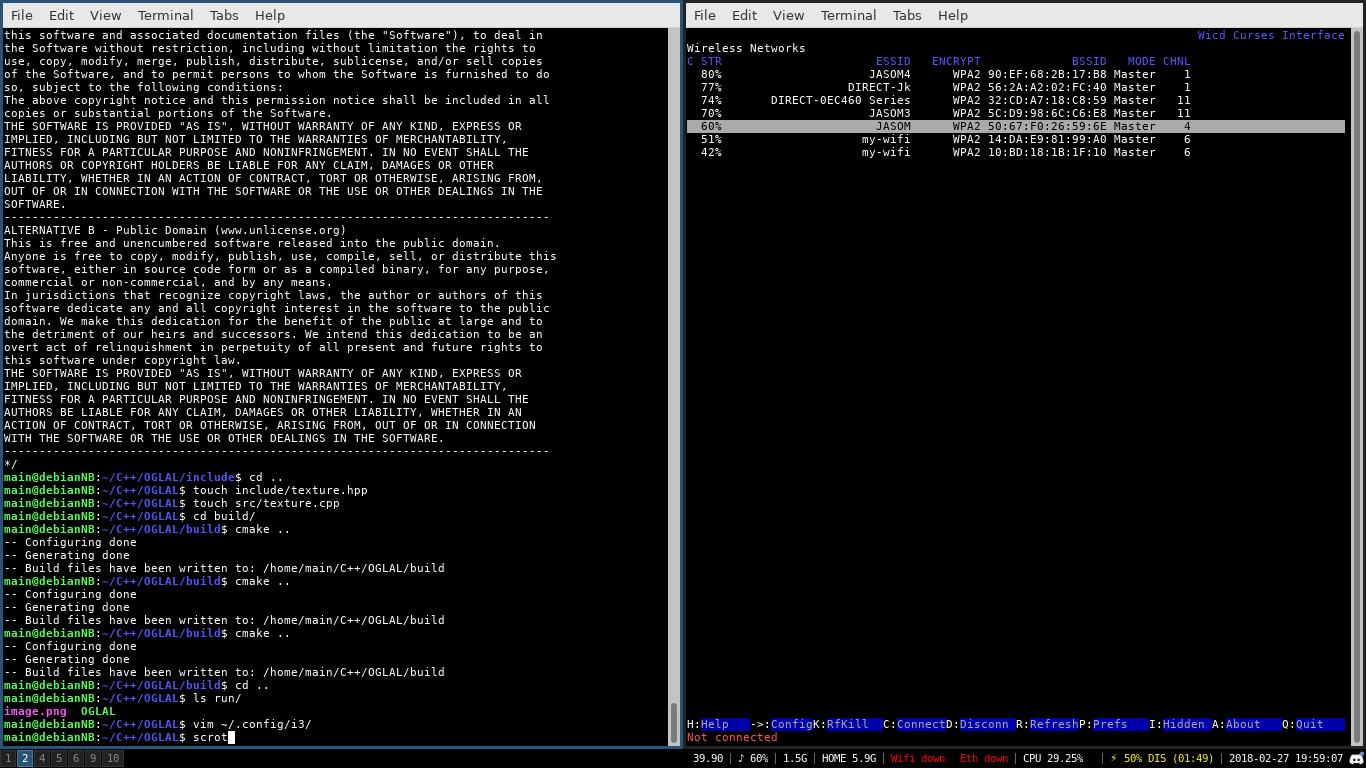 File Edit View Terminal Tabs Help
this software and associated documentation files (the "Software"), to deal in
the Software without restriction, including without limitation the rights to
use, copy, modify, merge, publish, distribute, sublicense, and/or sell copies
of the Software, and to permit persons to whom the Software is furnished to do
so, subject to the following conditions:
The above copyright notice and this permission notice shall be included in all
copies or substantial portions of the Software.
THE SOFTWARE IS PROVIDED "AS IS", WITHOUT WARRANTY OF ANY KIND, EXPRESS OR
IMPLIED, INCLUDING BUT NOT LIMITED TO THE WARRANTIES OF MERCHANTABILITY,
FITNESS FOR A PARTICULAR PURPOSE AND NONINFRINGEMENT. IN NO EVENT SHALL THE
AUTHORS OR COPYRIGHT HOLDERS BE LIABLE FOR ANY CLAIM, DAMAGES OR OTHER
LIABILITY, WHETHER IN AN ACTION OF CONTRACT, TORT OR OTHERWISE, ARISING FROM,
OUT OF OR IN CONNECTION WITH THE SOFTWARE OR THE USE OR OTHER DEALINGS IN THE
SOFTWARE.
------------------------------------------------------------------------------
ALTERNATIVE B - Public Domain (www.unlicense.org)
This is free and unencumbered software released into the public domain.
Anyone is free to copy, modify, publish, use, compile, sell, or distribute this
software, either in source code form or as a compiled binary, for any purpose,
commercial or non-commercial, and by any means.
In jurisdictions that recognize copyright laws, the author or authors of this
software dedicate any and all copyright interest in the software to the public
domain. We make this dedication for the benefit of the public at large and to
the detriment of our heirs and successors. We intend this dedication to be an
overt act of relinquishment in perpetuity of all present and future rights to
this software under copyright law.
THE SOFTWARE IS PROVIDED "AS IS", WITHOUT WARRANTY OF ANY KIND, EXPRESS OR
IMPLIED, INCLUDING BUT NOT LIMITED TO THE WARRANTIES OF MERCHANTABILITY,
FITNESS FOR A PARTICULAR PURPOSE AND NONINFRINGEMENT. IN NO EVENT SHALL THE
AUTHORS BE LIABLE FOR ANY CLAIM, DAMAGES OR OTHER LIABILITY, WHETHER IN AN
ACTION OF CONTRACT, TORT OR OTHERWISE, ARISING FROM, OUT OF OR IN CONNECTION
WITH THE SOFTWARE OR THE USE OR OTHER DEALINGS IN THE SOFTWARE.
------------------------------------------------------------------------------
*/
main@debianNB:~/C++/OGLAL/include$ cd ..
main@debianNB:~/C++/OGLAL$ touch include/texture.hpp
main@debianNB:~/C++/OGLAL$ touch src/texture.cpp
main@debianNB:~/C++/OGLAL$ cd build/
main@debianNB:~/C++/OGLAL/build$ cmake ..
-- Configuring done
-- Generating done
-- Build files have been written to: /home/main/C++/OGLAL/build
main@debianNB:~/C++/OGLAL/build$ cmake ..
-- Configuring done
-- Generating done
-- Build files have been written to: /home/main/C++/OGLAL/build
main@debianNB:~/C++/OGLAL/build$ cmake ..
-- Configuring done
-- Generating done
-- Build files have been written to: /home/main/C++/OGLAL/build
main@debianNB:~/C++/OGLAL/build$ cd ..
main@debianNB:~/C++/OGLAL$ ls run/
image.png OGLAL
main@debianNB:~/C++/OGLAL$ vim ~/.config/i3/
main@debianNB:~/C++/OGLAL$ scrot
File Edit View Terminal Tabs Help
Wicd Curses Interface
Wireless Networks
C STR ESSID ENCRYPT BSSID MODE CHNL
80% JASOM4 WPA2 90:EF:68:2B:17:B8 Master 1
77% DIRECT-Jk WPA2 56:2A:A2:02:FC:40 Master 1
74% DIRECT-0EC460 Series WPA2 32:CD:A7:18:C8:59 Master 11
70% JASOM3 WPA2 5C:D9:98:6C:C6:E8 Master 11
60% JASOM WPA2 50:67:F0:26:59:6E Master 4
51% my-wifi WPA2 14:DA:E9:81:99:A0 Master 6
42% my-wifi WPA2 10:BD:18:1B:1F:10 Master 6
H:Help ->:Config K:RfKill C:Connect D:Disconn R:Refresh P:Prefs I:Hidden A:About Q:Quit
Not connected
1 2 4 5 6 9 10 39.90 | ♪ 60% | 1.5G | HOME 5.9G | Wifi down Eth down | CPU 29.25% | ⚡ 50% DIS (01:49) | 2018-02-27 19:59:07